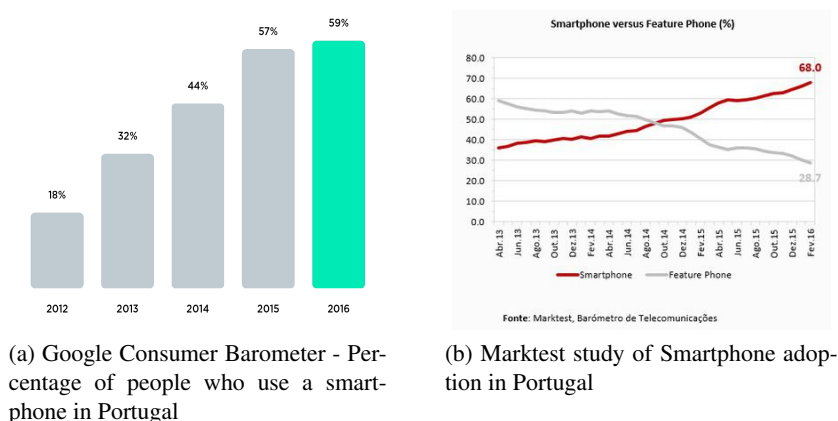 18%
32%
44%
57%
59%
2012
2013
2014
2015
2016
(a) Google Consumer Barometer - Per-
centage of people who use a smart-
phone in Portugal
Smartphone versus Feature Phone (%)
80.0
70.0
60.0
50.0
40.0
30.0
20.0
10.0
0.0
68.0
28.7
Abr.13
Jun.13
Ago.13
Out.13
Dez.13
Fev.14
Abr.14
Jun.14
Ago.14
Out.14
Dez.14
Fev.15
Abr.15
Jun.15
Ago.15
Out.15
Dez.15
Fev.16
Smartphone
Feature Phone
Fonte: Marktest, Barómetro de Telecomunicações
(b) Marktest study of Smartphone adop-
tion in Portugal